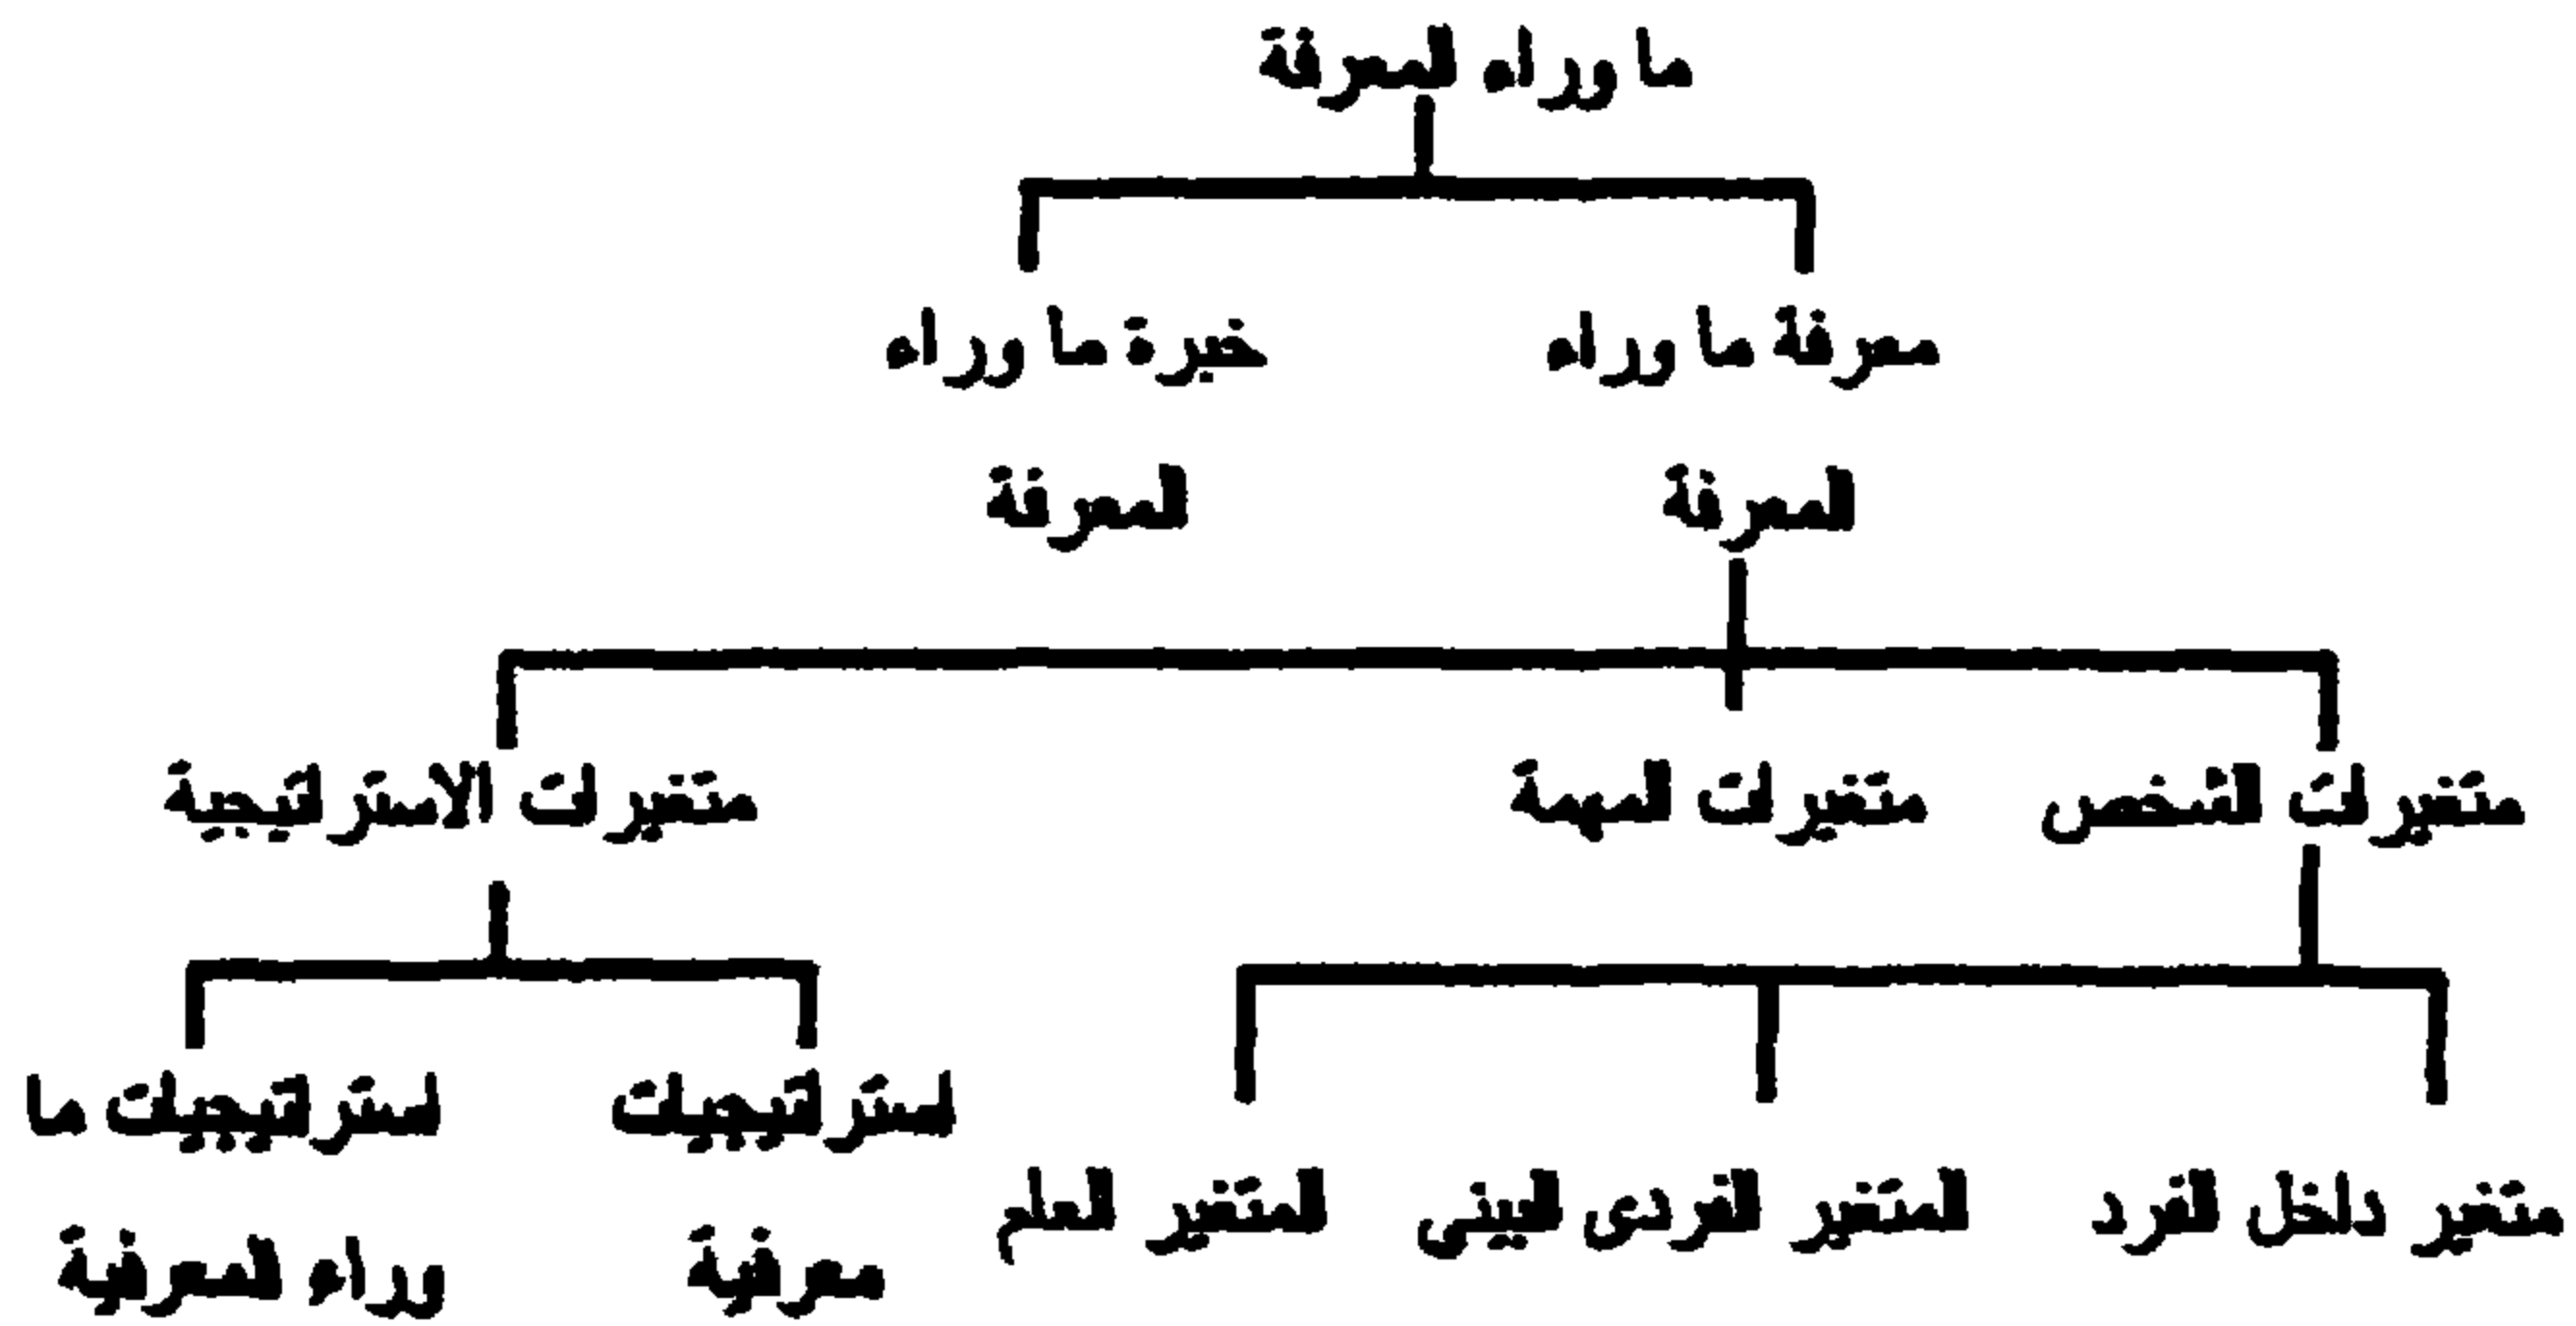 ما وراء المعرفة
معرفة ما وراء
المعرفة
خبرة ما وراء
المعرفة
متغيرات الشخص
متغيرات المهمة
متغيرات الاستراتيجية
متغير داخل الفرد
المتغير الفردى البينى
المتغير العام
استراتيجيات
معرفية
استراتيجيات ما
وراء المعرفية